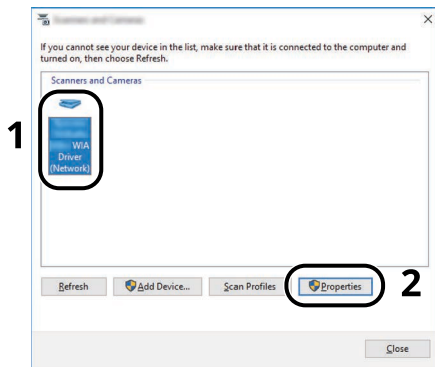 If you cannot see your device in the list, make sure that it is connected to the computer and
turned on, then choose Refresh.
Scanners and Cameras
1
WIA
Driver
(Network)
Refresh
Add Device...
Scan Profiles
Properties
2
Close